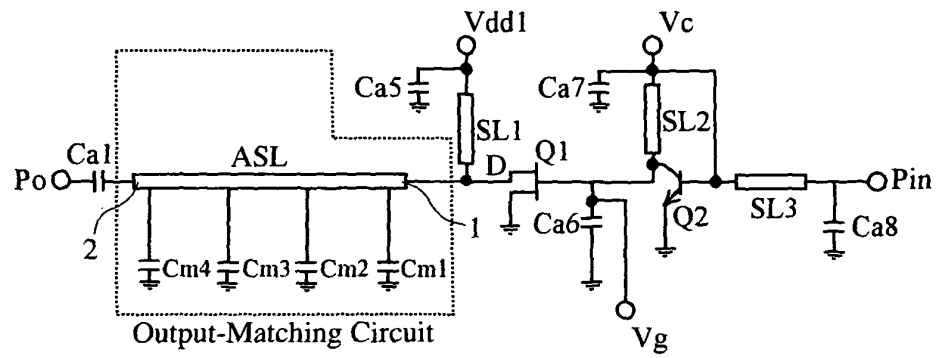 Vdd1
Vc
Ca5
Ca7
SL1
SL2
Ca1
ASL
D
Q1
Po
Pin
2
1
Ca6
Q2
SL3
Ca8
Cm4
Cm3
Cm2
Cm1
Output-Matching Circuit
Vg